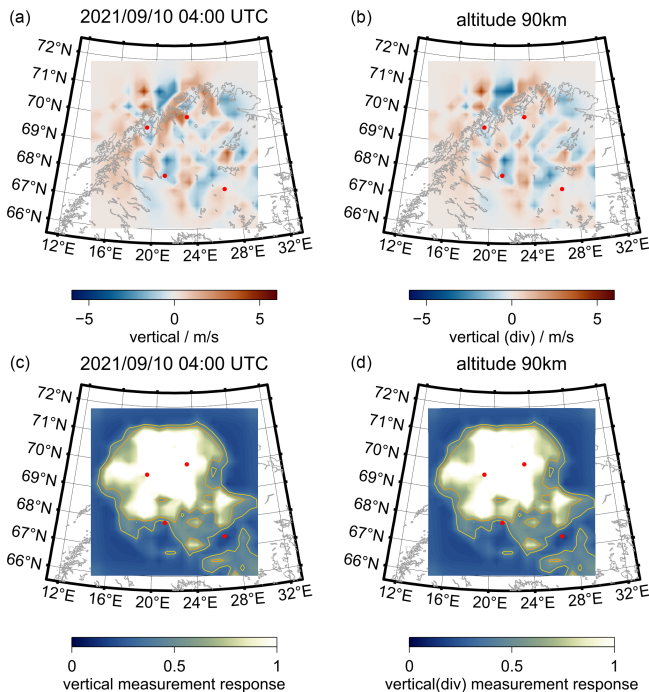 (a) 2021/09/10 04:00 UTC
72°N
71°N
70°N
69°N
68°N
67°N
66°N
12°E 16°E 20°E 24°E 28°E 32°E
−5 0 5
vertical / m/s
(b) altitude 90km
72°N
71°N
70°N
69°N
68°N
67°N
66°N
12°E 16°E 20°E 24°E 28°E 32°E
−5 0 5
vertical (div) / m/s
(c) 2021/09/10 04:00 UTC
72°N
71°N
70°N
69°N
68°N
67°N
66°N
12°E 16°E 20°E 24°E 28°E 32°E
0 0.5 1
vertical measurement response
(d) altitude 90km
72°N
71°N
70°N
69°N
68°N
67°N
66°N
12°E 16°E 20°E 24°E 28°E 32°E
0 0.5 1
vertical(div) measurement response